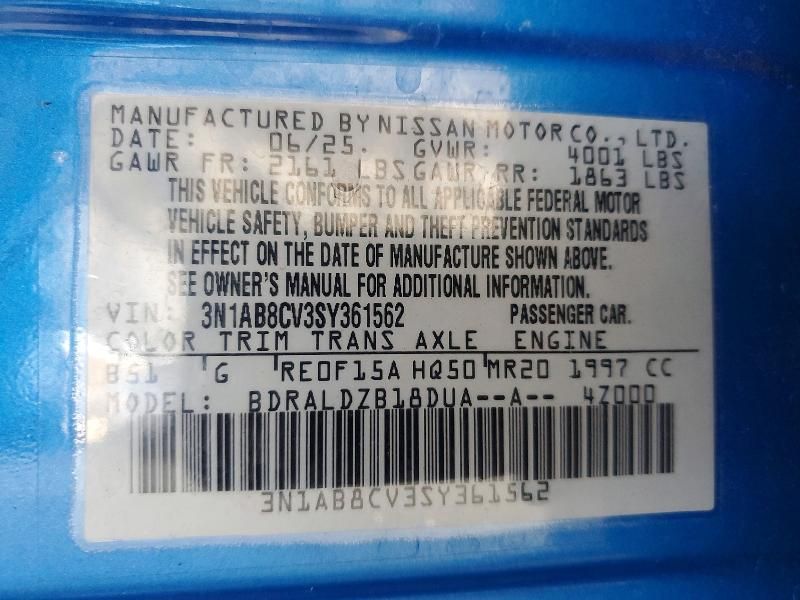 MANUFACTURED BY NISSAN MOTOR CO., LTD.
DATE: 06/25. GVWR: 4001 LBS
GAWR FR: 2161 LBS GAWR RR: 1863 LBS
THIS VEHICLE CONFORMS TO ALL APPLICABLE FEDERAL MOTOR
VEHICLE SAFETY, BUMPER AND THEFT PREVENTION STANDARDS
IN EFFECT ON THE DATE OF MANUFACTURE SHOWN ABOVE.
SEE OWNER'S MANUAL FOR ADDITIONAL INFORMATION.
VIN: 3N1AB8CV3SY361562 PASSENGER CAR.
COLOR TRIM TRANS AXLE ENGINE
B51 G RE0F15A HQ50 MR20 1997 CC
MODEL: BDRALDZB18DUA--A-- 4Z000
3N1AB8CV3SY361562